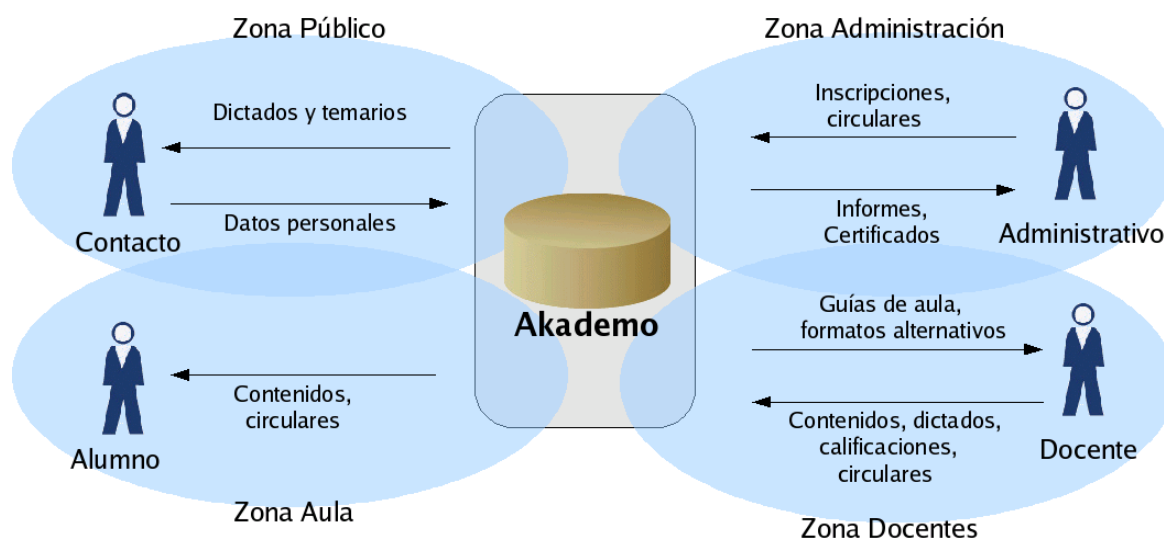 Zona Público
Dictados y temarios
Datos personales
Contacto
Zona Administración
Inscripciones,
circulares
Informes,
Certificados
Administrativo
Akademo
Contenidos,
circulares
Alumno
Zona Aula
Guías de aula,
formatos alternativos
Contenidos, dictados,
calificaciones,
circulares
Docente
Zona Docentes